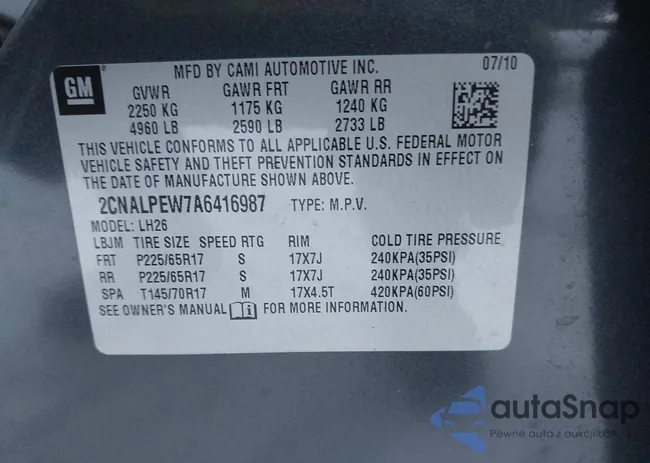 GM
MFD BY CAMI AUTOMOTIVE INC.
07/10
GVWR GAWR FRT GAWR RR
2250 KG 1175 KG 1240 KG
4960 LB 2590 LB 2733 LB
THIS VEHICLE CONFORMS TO ALL APPLICABLE U.S. FEDERAL MOTOR
VEHICLE SAFETY AND THEFT PREVENTION STANDARDS IN EFFECT ON
THE DATE OF MANUFACTURE SHOWN ABOVE.
2CNALPEW7A6416987 TYPE: M.P.V.
MODEL: LH26
LBJM TIRE SIZE SPEED RTG RIM COLD TIRE PRESSURE
FRT P225/65R17 S 17X7J 240KPA(35PSI)
RR P225/65R17 S 17X7J 240KPA(35PSI)
SPA T145/70R17 M 17X4.5T 420KPA(60PSI)
SEE OWNER'S MANUAL FOR MORE INFORMATION.
autaSnap
Pewne auta z aukcji USA